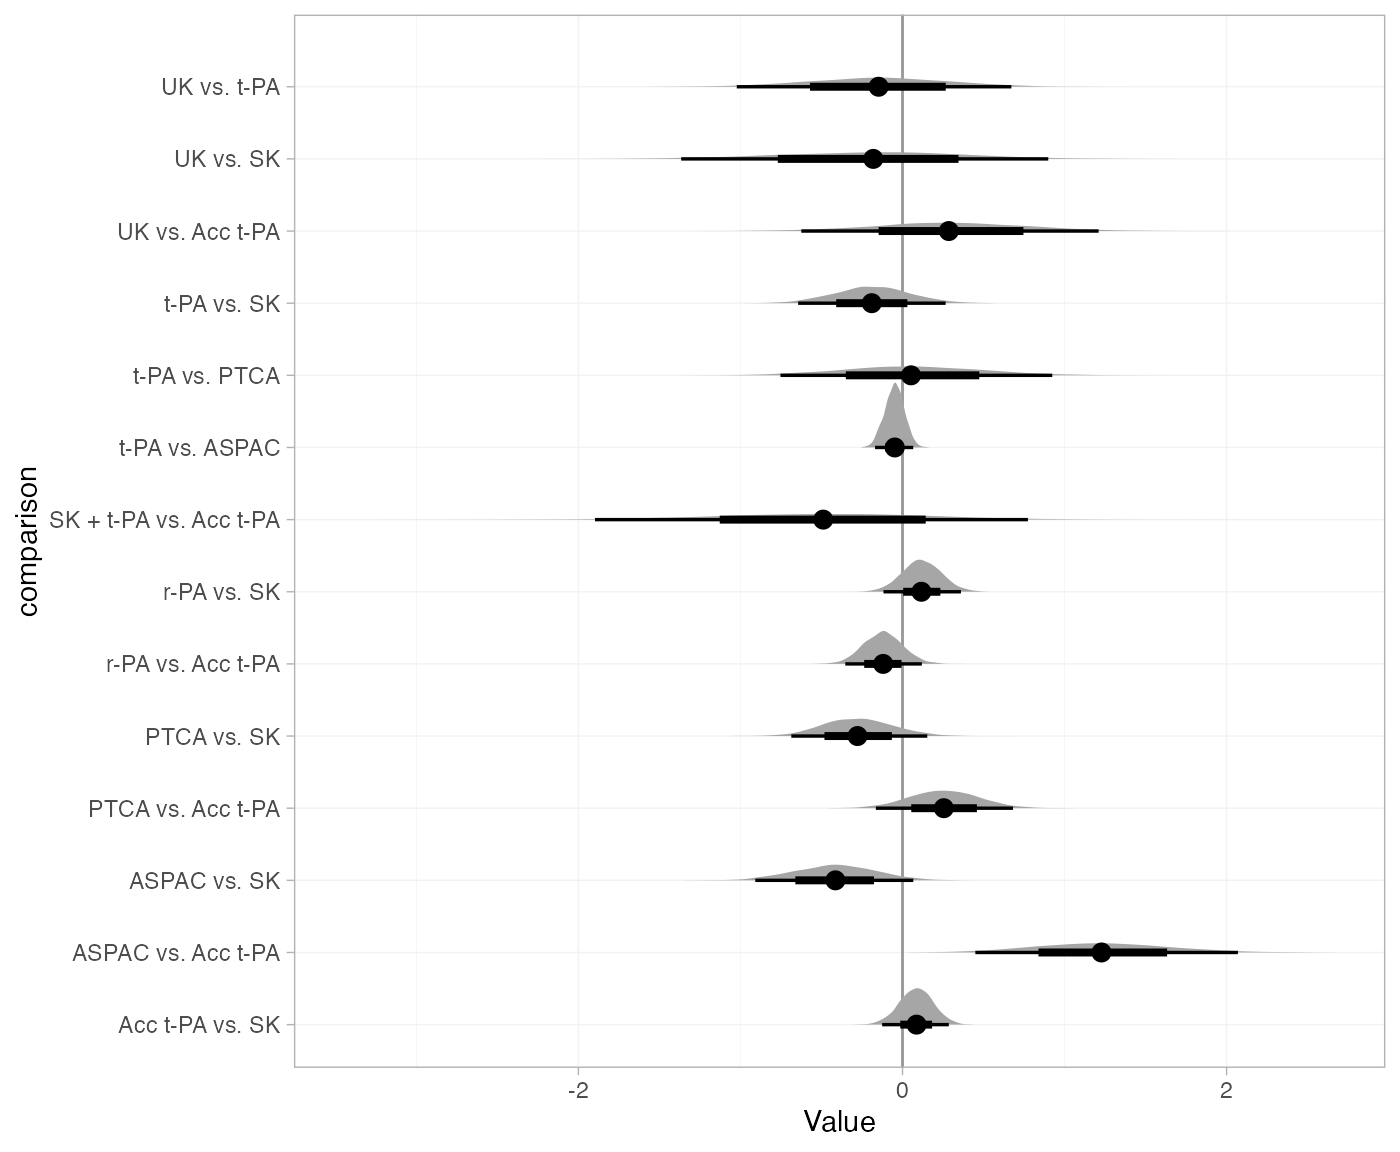 UK vs. t-PA
UK vs. SK
UK vs. Acc t-PA
t-PA vs. SK
t-PA vs. PTCA
t-PA vs. ASPAC
SK + t-PA vs. Acc t-PA
r-PA vs. SK
r-PA vs. Acc t-PA
PTCA vs. SK
PTCA vs. Acc t-PA
ASPAC vs. SK
ASPAC vs. Acc t-PA
Acc t-PA vs. SK
comparison
-2 0 2
Value